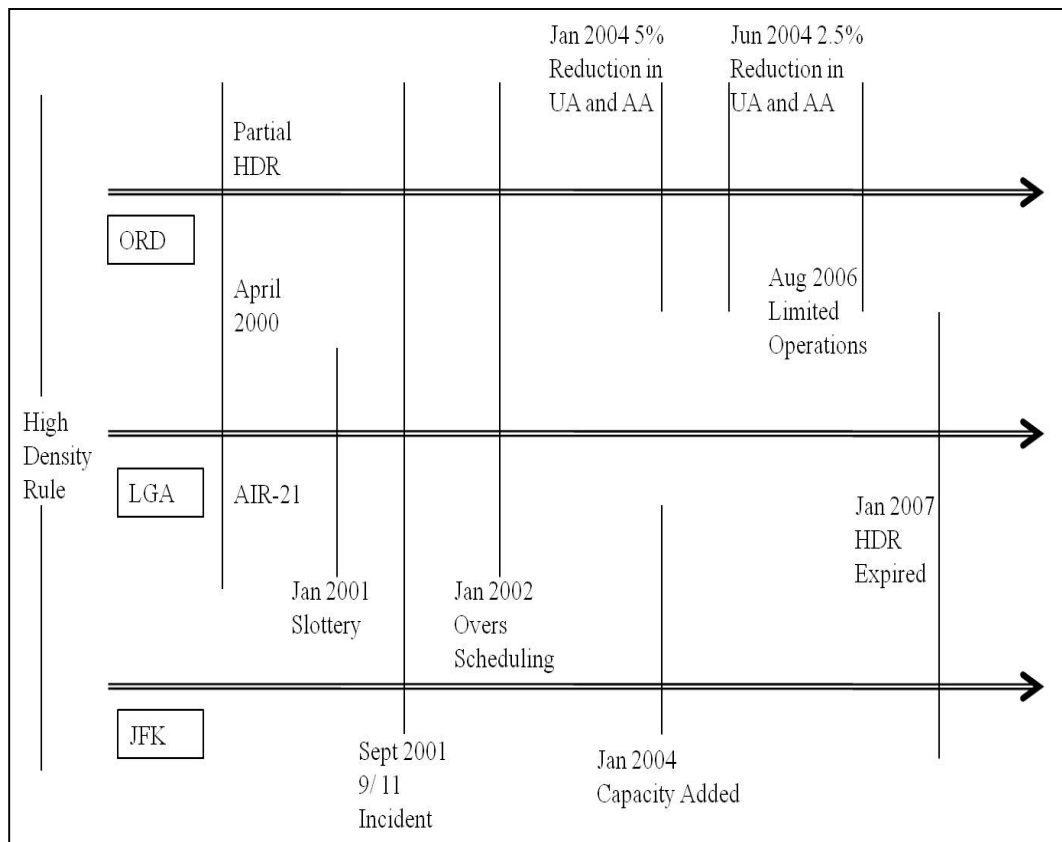 Jan 2004 5%
Reduction in
UA and AA
Jun 2004 2.5%
Reduction in
UA and AA
Partial
HDR
ORD
April
2000
Aug 2006
Limited
Operations
High
Density
Rule
LGA
AIR-21
Jan 2007
HDR
Expired
Jan 2001
Slottery
Jan 2002
Overs
Scheduling
JFK
Sept 2001
9/ 11
Incident
Jan 2004
Capacity Added